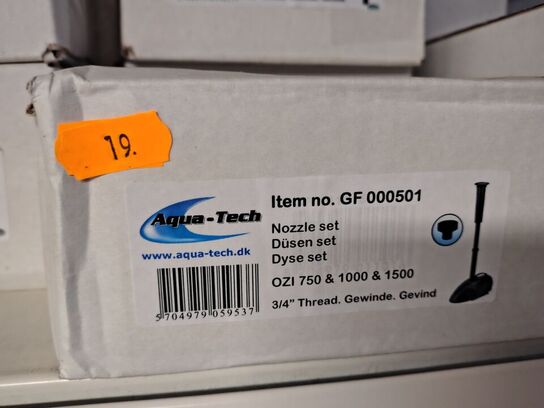 19.
Aqua-Tech
www.aqua-tech.dk
5704979059537
Item no. GF 000501
Nozzle set
Düsen set
Dyse set
OZI 750 & 1000 & 1500
3/4" Thread. Gewinde. Gevind